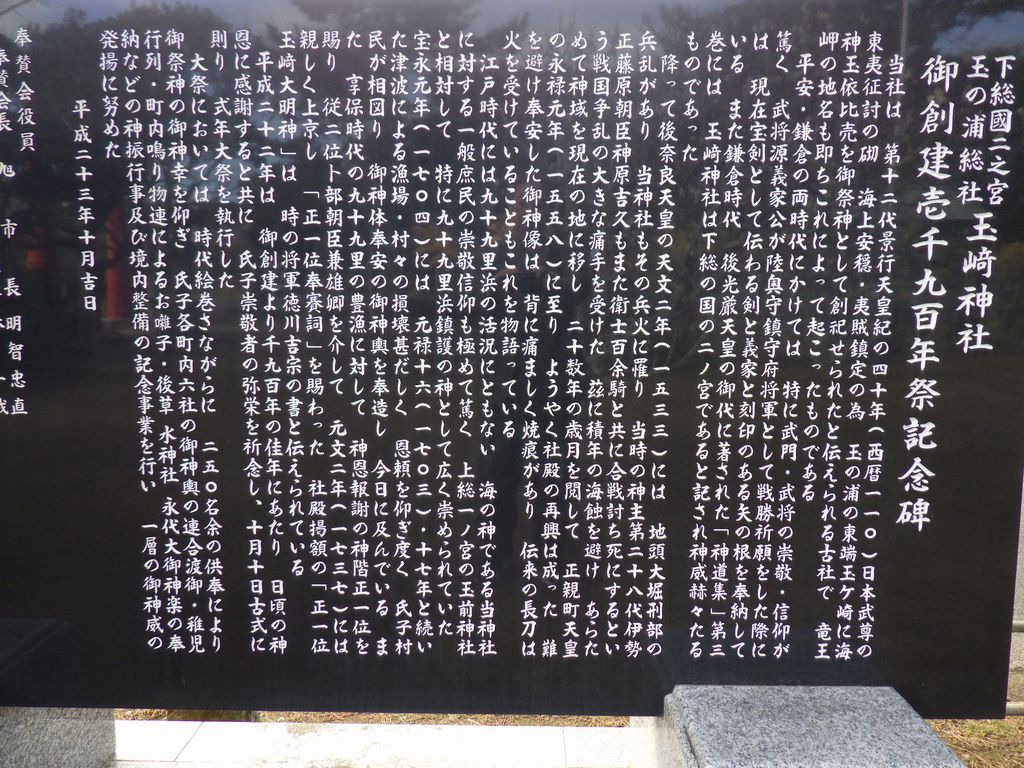 下総國二之宮
玉の浦総社 玉﨑神社
御創建壱千九百年祭記念碑
当社は 第十二代景行天皇紀の四十年（西暦一一〇）日本武尊の
東夷征討の砌 海上安穏・夷賊鎮定の為 玉の浦の東端玉ケ崎に海
神玉依比売を御祭神として創祀せられたと伝えられる古社で 竜王
岬の地名も即ちこれによって起こったものである
平安・鎌倉の両時代にかけては 特に武門・武将の崇敬・信仰が
篤く 武将源義家公が陸奥守鎮守府将軍として戦勝祈願をした際に
は 現在宝剣として伝わる剣と義家と刻印のある矢の根を奉納して
いる また鎌倉時代 後光厳天皇の御代に著された「神道集」第三
巻には 玉﨑神社は下総の国の二ノ宮であると記され神威赫々たる
ものであった
降って後奈良天皇の天文二年（一五三三）には 地頭大堀刑部の
兵乱があり 当神社もその兵火に罹り 当時の神主第二十八代伊勢
正藤原朝臣神原吉久もまた衛士百余騎と共に合戦討ち死にするとい
う戦国争乱の大きな痛手を受けた 茲に積年の海蝕を避け あらた
めて神域を現在の地に移し 二十数年の歳月を閲して 正親町天皇
の永禄元年（一五五八）に至り ようやく社殿の再興は成った 難
を避け奉安した御神像は 背に痛ましく焼痕があり 伝来の長刀は
火を受けていることもこれを物語っている
江戸時代には九十九里浜の活況にともない 海の神である当神社
に対する一般庶民の崇敬信仰も極めて篤く 上総一ノ宮の玉前神社
と相対して 特に九十九里浜鎮護の神として広く崇められていた
宝永元年（一七〇四）には 元禄十六（一七〇三）・十七年と続い
た津波による漁場・村々の損壊甚だしく 恩頼を仰ぎ度く 氏子村
民が相図り 御神体奉安の御神輿を奉造し 今日に及んでいる ま
た 享保時代の九十九里の豊漁に対して 神恩報謝の神階正一位を
賜り 従二位卜部朝臣兼雄卿を介して 元文二年（一七三七）には
親しく上京し 「正一位奉賽詞」を賜わった 社殿掲額の「正一位
玉﨑大明神」は 時の将軍徳川吉宗の書と伝えられている
平成二十二年は 御創建より千九百年の佳年にあたり 日頃の神
恩に感謝すると共に 氏子崇敬者の弥栄を祈念し、十月十日古式に
則り 式年大祭を執行した
大祭においては 時代絵巻さながらに 二五〇名余の供奉により
御祭神の御神幸を仰ぎ 氏子各町内六社の御神輿の連合渡御・稚児
行列・町内鳴り物連によるお囃子・後草 水神社 永代大御神楽の奉
納などの神振行事及び境内整備の記念事業を行い 一層の御神威の
発揚に努めた
平成二十三年十月吉日
奉賛会役員
奉賛会長 旭市長 明智忠直